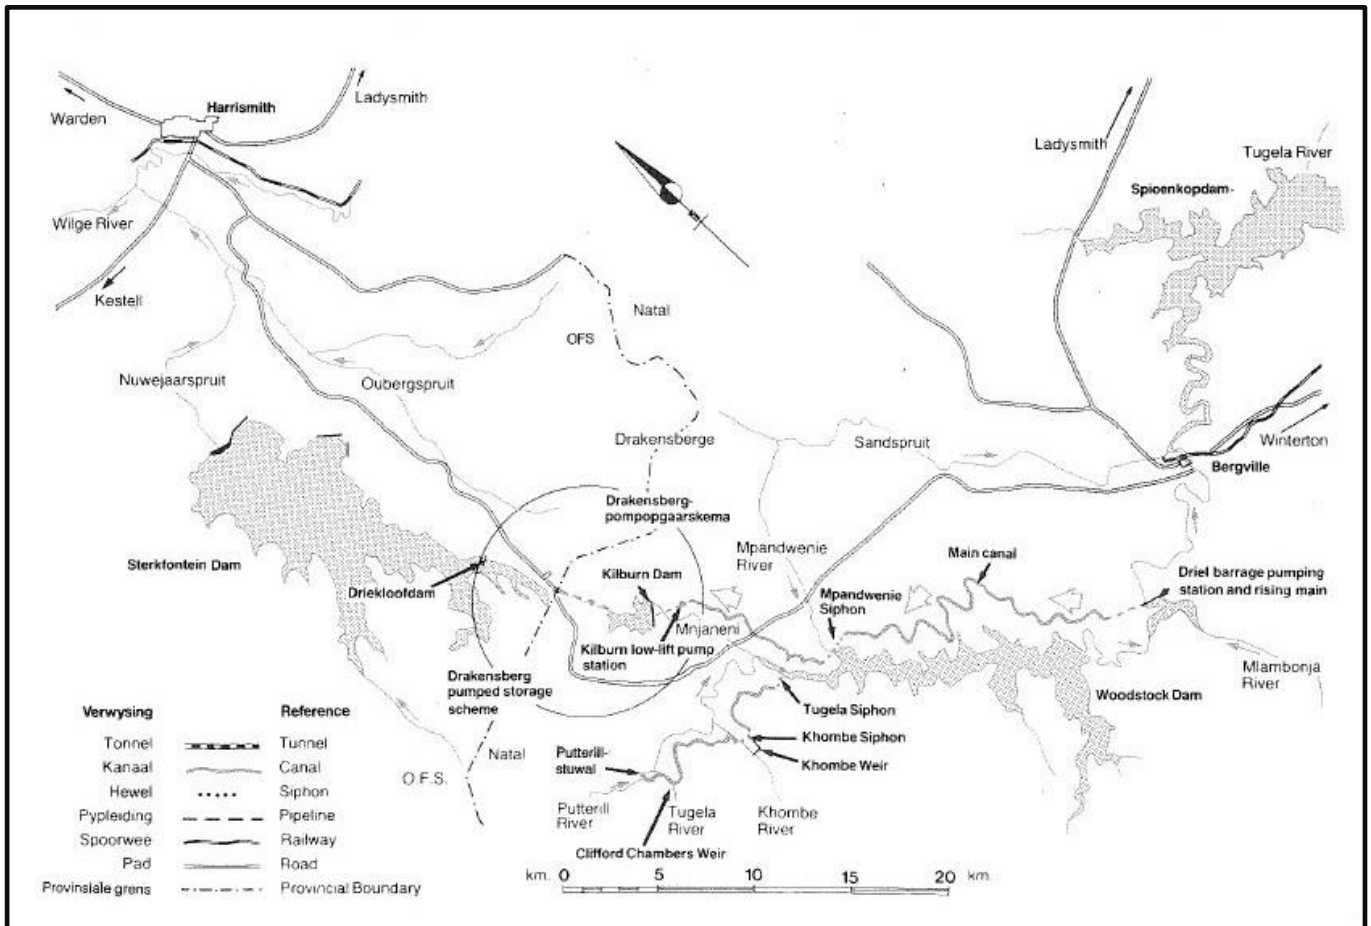 Harrismith
Ladysmith
Warden
Ladysmith
Tugela River
Spioenkopdam-
Wilge River
Kestell
Natal
OFS
Nuwejaarspruit
Oubergspruit
Drakensberge
Sandspruit
Winterton
Bergville
Drakensberg-
pompopgaarskema
Mpandwenie
River
Main canal
Sterkfontein Dam
Driekloofdam
Kilburn Dam
Mpandwenie
Siphon
Driel barrage pumping
station and rising main
Mnjaneni
Kilburn low-lift pump
station
Drakensberg
pumped storage
scheme
Mlambonja
River
Woodstock Dam
Tugela Siphon
Khombe Siphon
Khombe Weir
Natal
O.F.S.
Putterill-
stuwal
Putterill
River
Tugela
River
Khombe
River
Clifford Chambers Weir
Verwysing Reference
Tonnel Tunnel
Kanaal Canal
Hewel Siphon
Pypleiding Pipeline
Spoorwee Railway
Pad Road
Provinsiale grens Provincial Boundary
km. 0 5 10 15 20 km.